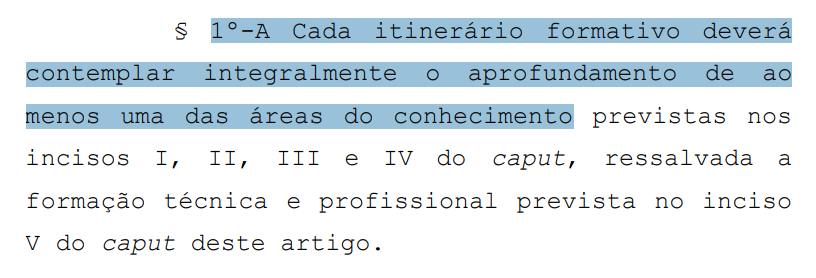 § 1º-A Cada itinerário formativo deverá
contemplar integralmente o aprofundamento de ao
menos uma das áreas do conhecimento previstas nos
incisos I, II, III e IV do caput, ressalvada a
formação técnica e profissional prevista no inciso
V do caput deste artigo.